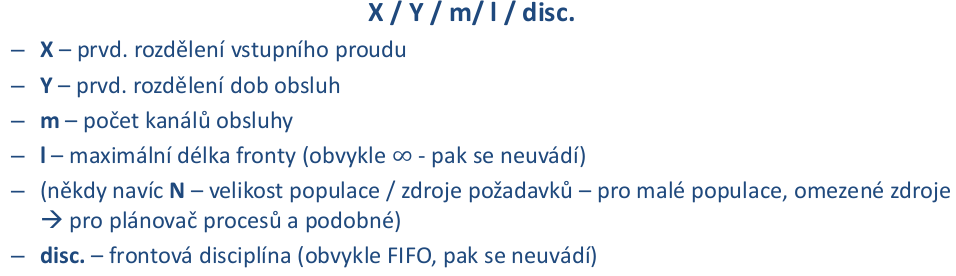 X / Y / m/ l / disc.
– X – prvd. rozdělení vstupního proudu
– Y – prvd. rozdělení dob obsluh
– m – počet kanálů obsluhy
– l – maximální délka fronty (obvykle ∞ - pak se neuvádí)
– (někdy navíc N – velikost populace / zdroje požadavků – pro malé populace, omezené zdroje
→ pro plánovač procesů a podobné)
– disc. – frontová disciplína (obvykle FIFO, pak se neuvádí)